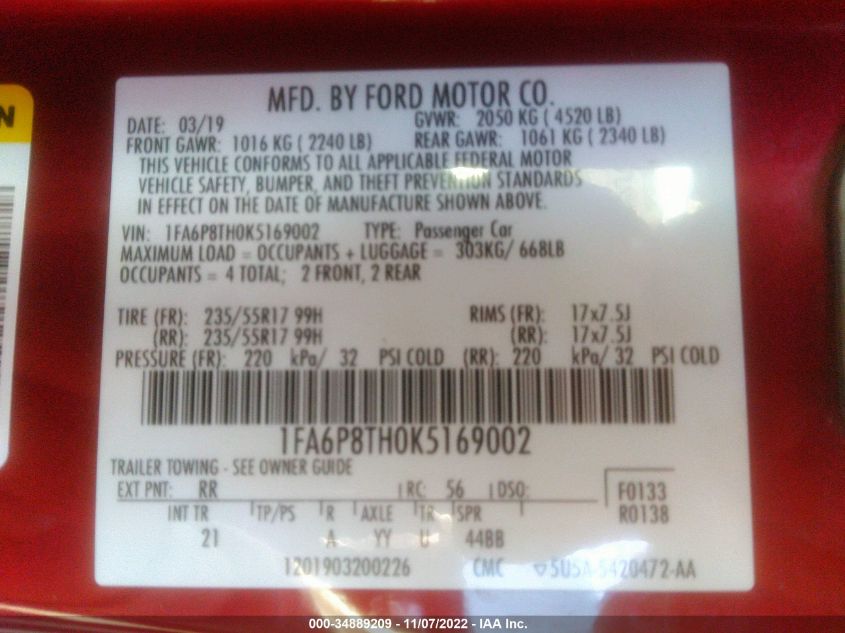 N
MFD. BY FORD MOTOR CO.
DATE: 03/19 GVWR: 2050 KG ( 4520 LB)
FRONT GAWR: 1016 KG ( 2240 LB) REAR GAWR: 1061 KG ( 2340 LB)
THIS VEHICLE CONFORMS TO ALL APPLICABLE FEDERAL MOTOR
VEHICLE SAFETY, BUMPER, AND THEFT PREVENTION STANDARDS
IN EFFECT ON THE DATE OF MANUFACTURE SHOWN ABOVE.
VIN: 1FA6P8TH0K5169002 TYPE: Passenger Car
MAXIMUM LOAD = OCCUPANTS + LUGGAGE = 303KG/ 668LB
OCCUPANTS = 4 TOTAL; 2 FRONT, 2 REAR
TIRE (FR): 235/55R17 99H RIMS (FR): 17x7.5J
(RR): 235/55R17 99H (RR): 17x7.5J
PRESSURE (FR): 220 kPa/ 32 PSI COLD (RR): 220 kPa/ 32 PSI COLD
1FA6P8TH0K5169002
TRAILER TOWING - SEE OWNER GUIDE
EXT PNT: RR RC: 56 DSO: F0133
INT TR TP/PS R AXLE TR SPR R0138
21 A YY U 44BB
1201903200226 CMC 5U5A-5420472-AA
000-34889209 - 11/07/2022 - IAA Inc.